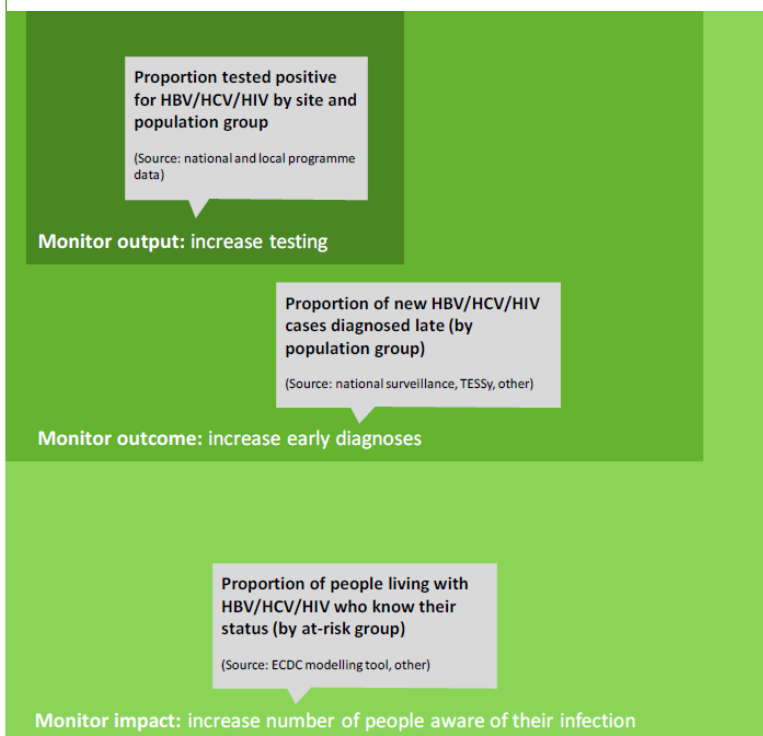 Proportion tested positive
for HBV/HCV/HIV by site and
population group
(Source: national and local programme
data)
Monitor output: increase testing
Proportion of new HBV/HCV/HIV
cases diagnosed late (by
population group)
(Source: national surveillance, TESSy, other)
Monitor outcome: increase early diagnoses
Proportion of people living with
HBV/HCV/HIV who know their
status (by at-risk group)
(Source: ECDC modelling tool, other)
Monitor impact: increase number of people aware of their infection